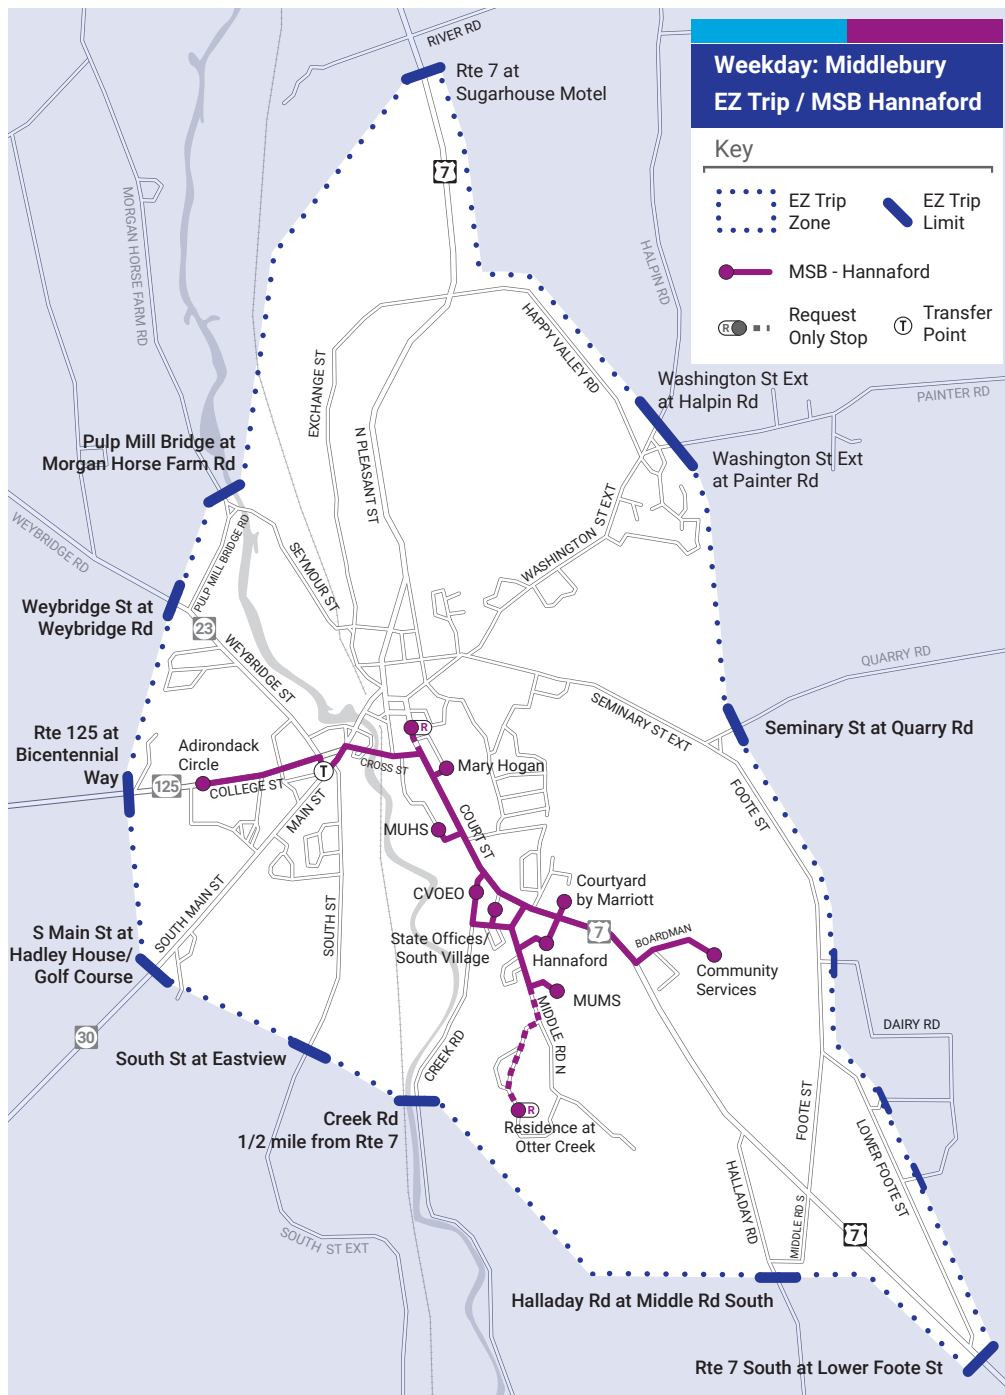 RIVER RD
Rte 7 at
Sugarhouse Motel
Weekday: Middlebury
EZ Trip / MSB Hannaford
Key
EZ Trip
Zone
EZ Trip
Limit
MSB - Hannaford
R
Request
Only Stop
T
Transfer
Point
7
MORGAN HORSE FARM RD
HALPIN RD
HAPPY VALLEY RD
EXCHANGE ST
N PLEASANT ST
Washington St Ext
at Halpin Rd
PAINTER RD
Washington St Ext
at Painter Rd
Pulp Mill Bridge at
Morgan Horse Farm Rd
WEYBRIDGE RD
PULP MILL BRIDGE RD
SEYMOUR ST
WASHINGTON ST EXT
Weybridge St at
Weybridge Rd
23
WEYBRIDGE ST
QUARRY RD
SEMINARY ST EXT
Seminary St at Quarry Rd
Rte 125 at
Bicentennial
Way
Adirondack
Circle
R
125
COLLEGE ST
T
CROSS ST
Mary Hogan
MAIN ST
MUHS
COURT ST
FOOTE ST
CVOEO
Courtyard
by Marriott
SOUTH MAIN ST
SOUTH ST
State Offices/
South Village
Hannaford
7
BOARDMAN
Community
Services
S Main St at
Hadley House/
Golf Course
MUMS
MIDDLE RD N
30
South St at Eastview
CREEK RD
DAIRY RD
Creek Rd
1/2 mile from Rte 7
R
Residence at
Otter Creek
FOOTE ST
LOWER FOOTE ST
HALLADAY RD
MIDDLE RD S
7
SOUTH ST EXT
Halladay Rd at Middle Rd South
Rte 7 South at Lower Foote St